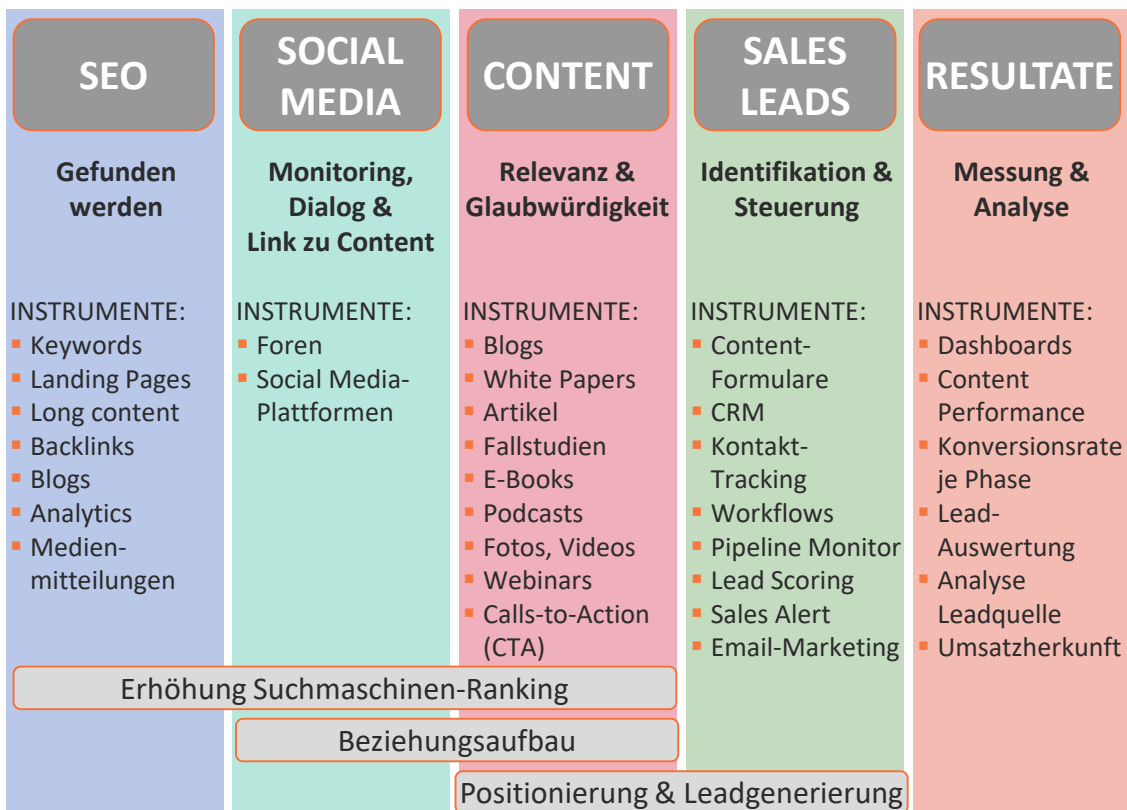 SEO
Gefunden
werden
INSTRUMENTE:
▪ Keywords
▪ Landing Pages
▪ Long content
▪ Backlinks
▪ Blogs
▪ Analytics
▪ Medien-
mitteilungen
SOCIAL
MEDIA
Monitoring,
Dialog &
Link zu Content
INSTRUMENTE:
▪ Foren
▪ Social Media-
Plattformen
CONTENT
Relevanz &
Glaubwürdigkeit
INSTRUMENTE:
▪ Blogs
▪ White Papers
▪ Artikel
▪ Fallstudien
▪ E-Books
▪ Podcasts
▪ Fotos, Videos
▪ Webinars
▪ Calls-to-Action
(CTA)
SALES
LEADS
Identifikation &
Steuerung
INSTRUMENTE:
▪ Content-
Formulare
▪ CRM
▪ Kontakt-
Tracking
▪ Workflows
▪ Pipeline Monitor
▪ Lead Scoring
▪ Sales Alert
▪ Email-Marketing
RESULTATE
Messung &
Analyse
INSTRUMENTE:
▪ Dashboards
▪ Content
Performance
▪ Konversionsrate
je Phase
▪ Lead-
Auswertung
▪ Analyse
Leadquelle
▪ Umsatzherkunft
Erhöhung Suchmaschinen-Ranking
Beziehungsaufbau
Positionierung & Leadgenerierung